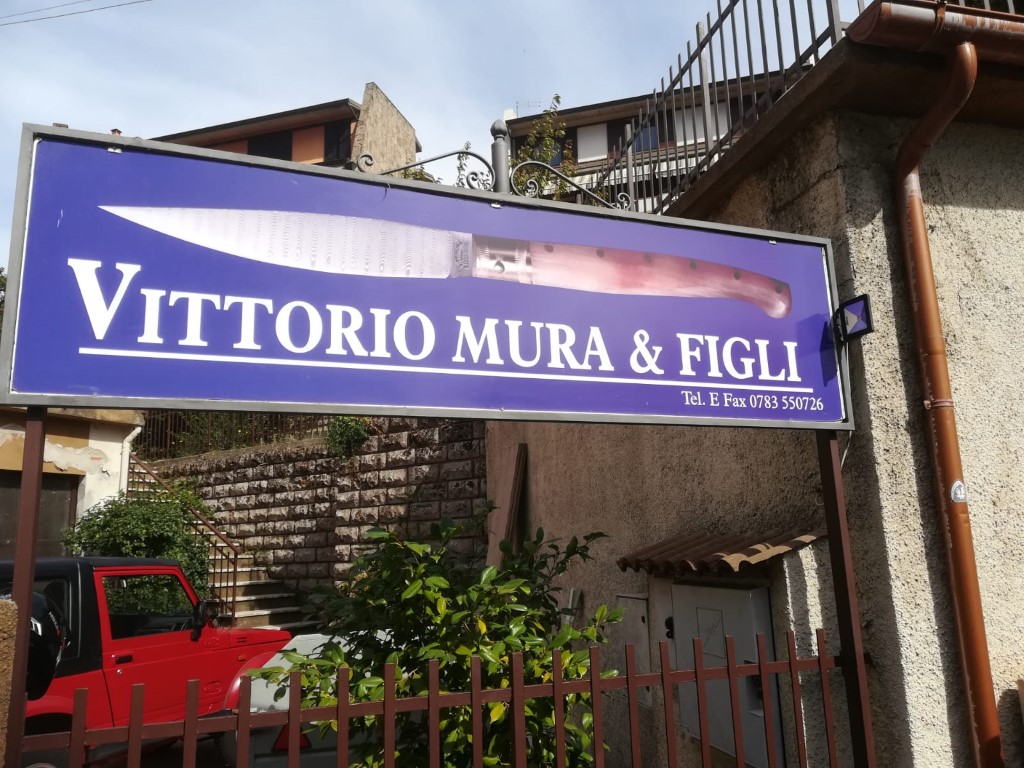 VITTORIO MURA & FIGLI
Tel. E Fax 0783 550726